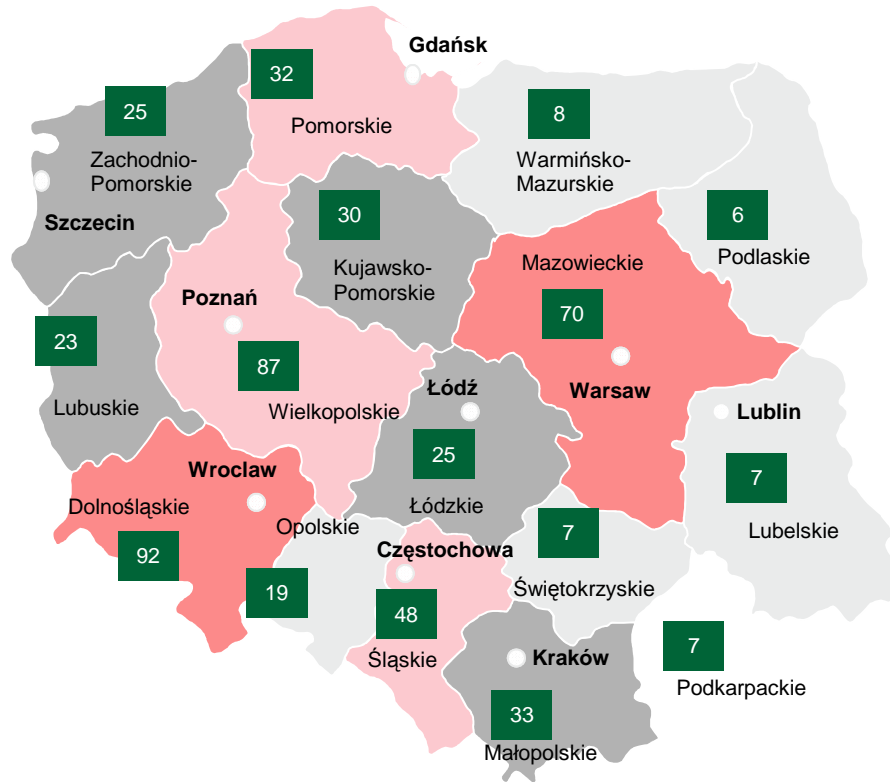 Gdańsk
32
Pomorskie
25
Zachodnio-
Pomorskie
Szczecin
8
Warmińsko-
Mazurskie
6
Podlaskie
30
Kujawsko-
Pomorskie
Mazowieckie
70
Warsaw
Poznań
87
Wielkopolskie
23
Lubuskie
Łódź
25
Łódzkie
Lublin
7
Lubelskie
Wroclaw
Dolnośląskie
92
Opolskie
19
Częstochowa
48
Śląskie
7
Świętokrzyskie
Kraków
33
Małopolskie
7
Podkarpackie